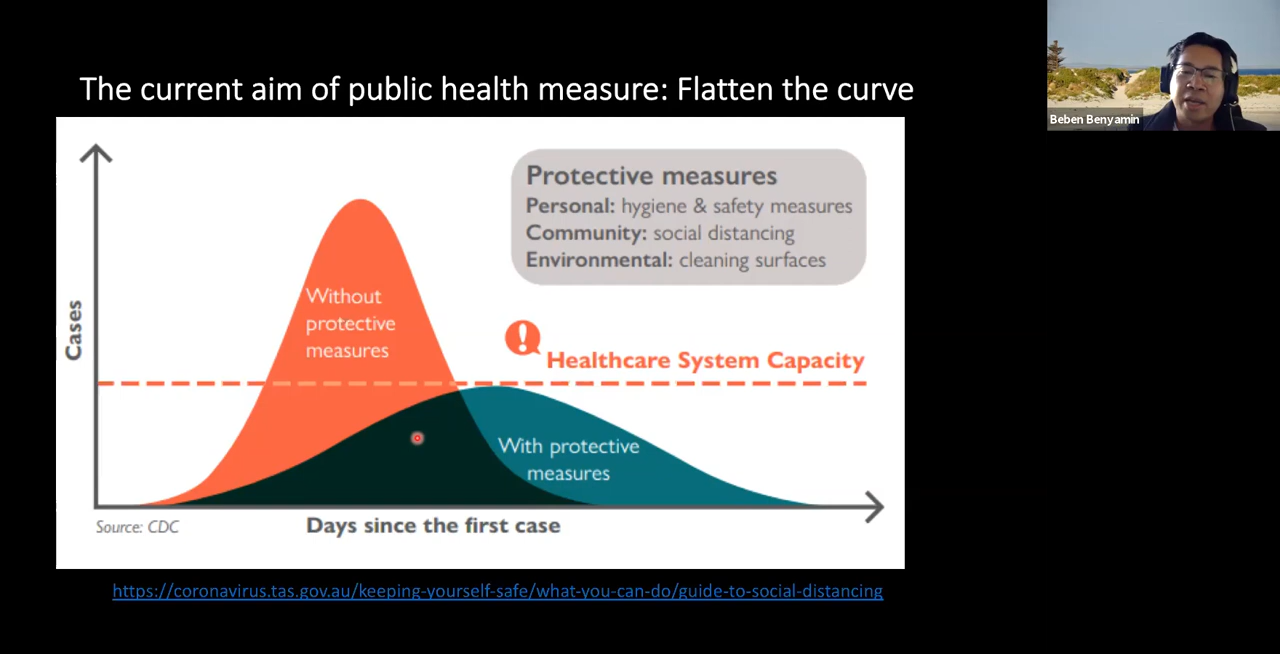 The current aim of public health measure: Flatten the curve
Beben Benyamin
Protective measures
Personal: hygiene & safety measures
Community: social distancing
Environmental: cleaning surfaces
Without
protective
measures
Cases
Healthcare System Capacity
With protective
measures
Source: CDC
Days since the first case
https://coronavirus.tas.gov.au/keeping-yourself-safe/what-you-can-do/guide-to-social-distancing